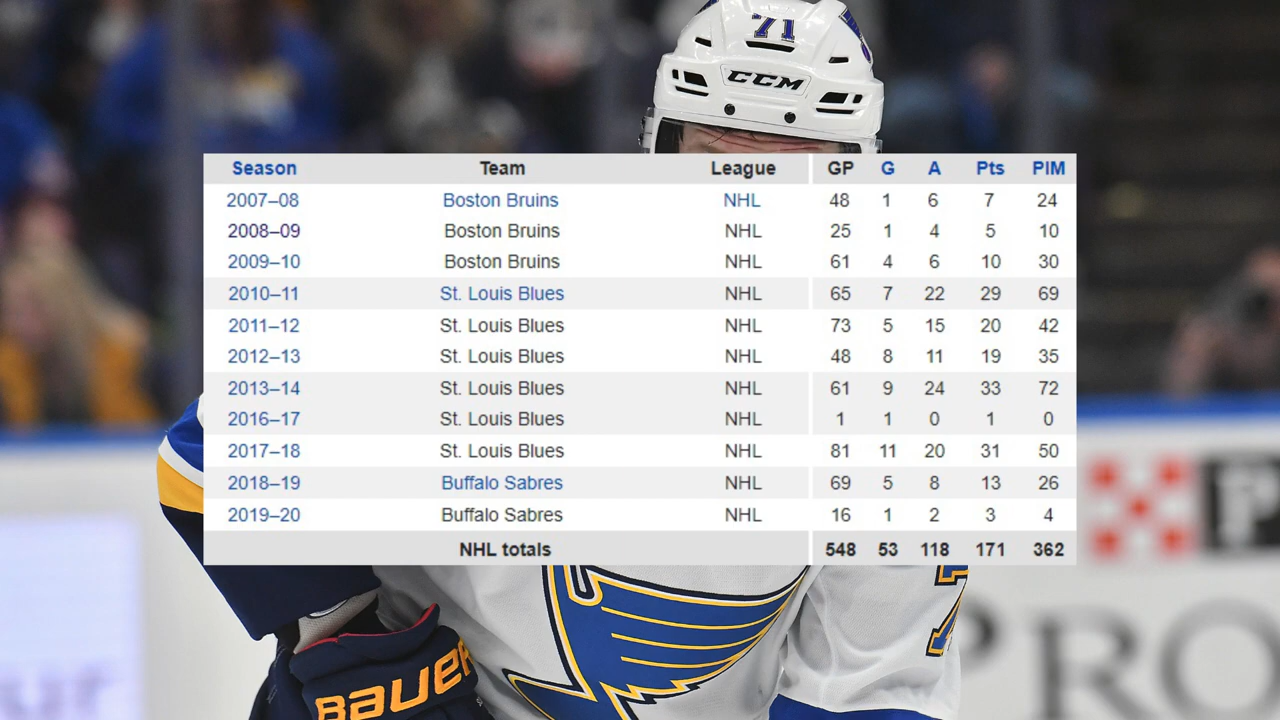 71
CCM
Season Team League GP G A Pts PIM
2007–08 Boston Bruins NHL 48 1 6 7 24
2008–09 Boston Bruins NHL 25 1 4 5 10
2009–10 Boston Bruins NHL 61 4 6 10 30
2010–11 St. Louis Blues NHL 65 7 22 29 69
2011–12 St. Louis Blues NHL 73 5 15 20 42
2012–13 St. Louis Blues NHL 48 8 11 19 35
2013–14 St. Louis Blues NHL 61 9 24 33 72
2016–17 St. Louis Blues NHL 1 1 0 1 0
2017–18 St. Louis Blues NHL 81 11 20 31 50
2018–19 Buffalo Sabres NHL 69 5 8 13 26
2019–20 Buffalo Sabres NHL 16 1 2 3 4
NHL totals 548 53 118 171 362
BAUER